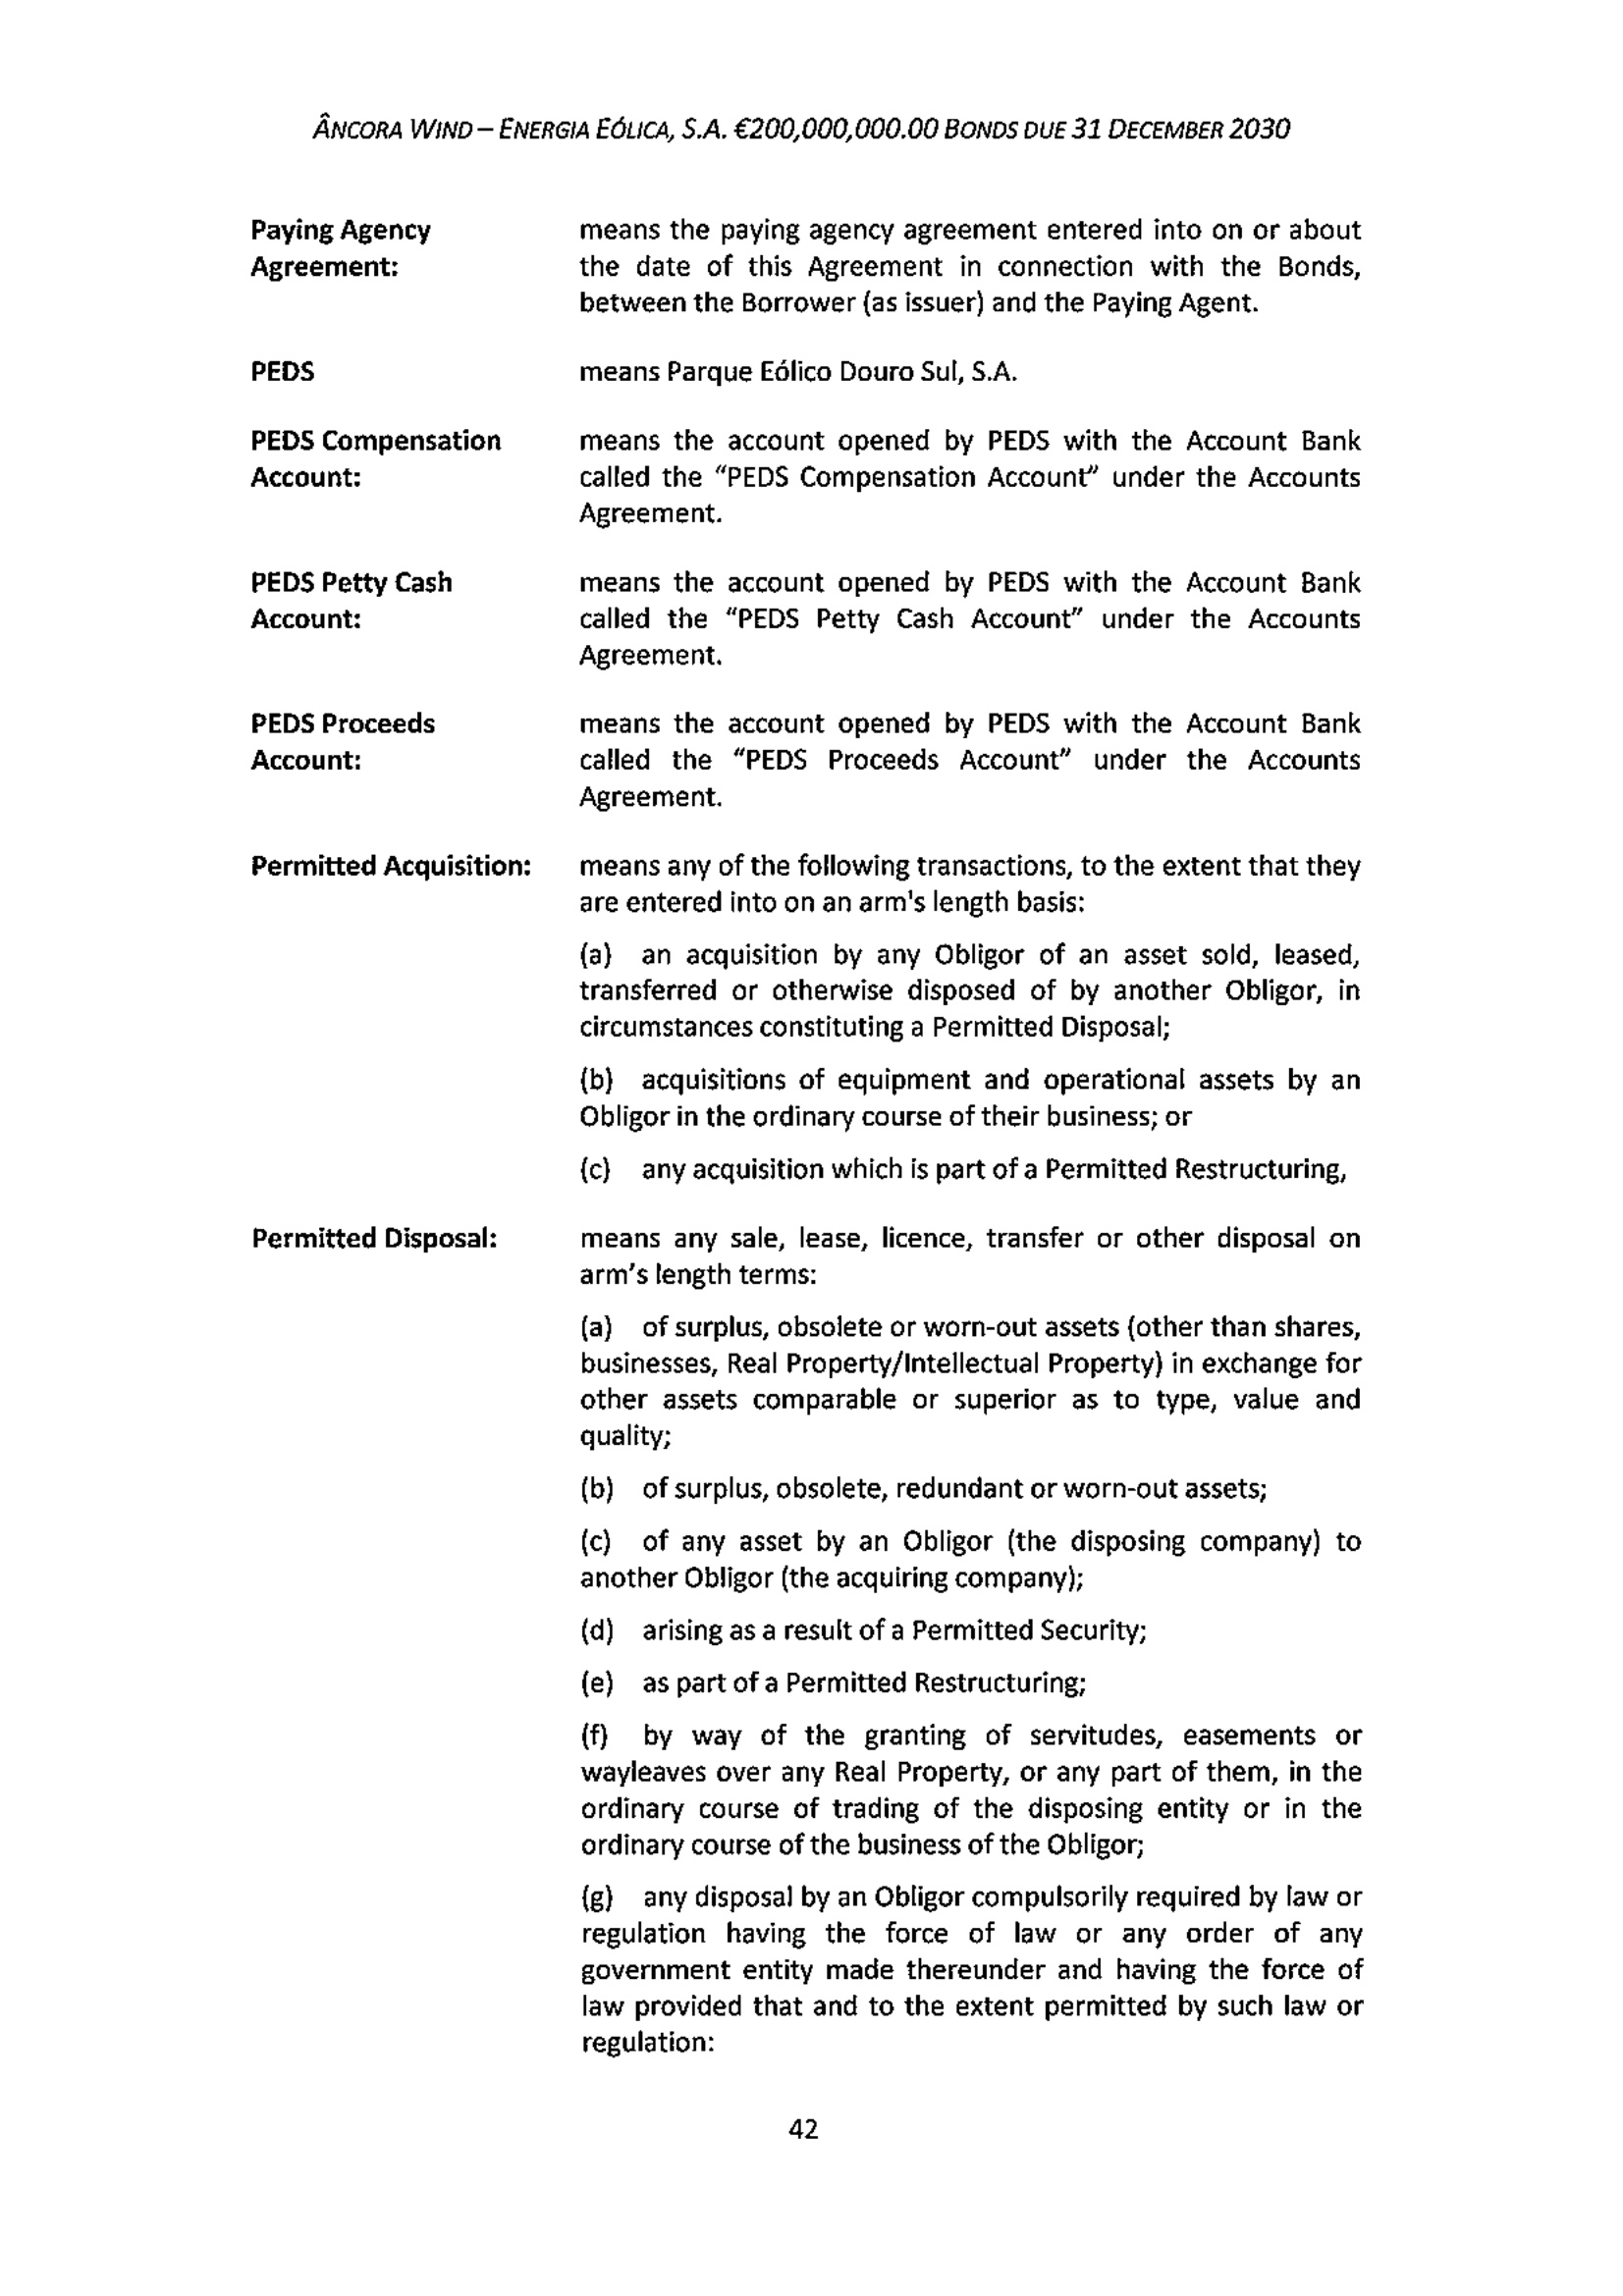 ÂNCORA WIND – ENERGIA EÓLICA, S.A. €200,000,000.00 BONDS DUE 31 DECEMBER 2030
Paying Agency
Agreement:
means the paying agency agreement entered into on or about
the date of this Agreement in connection with the Bonds,
between the Borrower (as issuer) and the Paying Agent.
PEDS
means Parque Eólico Douro Sul, S.A.
PEDS Compensation
Account:
means the account opened by PEDS with the Account Bank
called the “PEDS Compensation Account” under the Accounts
Agreement.
PEDS Petty Cash
Account:
means the account opened by PEDS with the Account Bank
called the “PEDS Petty Cash Account” under the Accounts
Agreement.
PEDS Proceeds
Account:
means the account opened by PEDS with the Account Bank
called the “PEDS Proceeds Account” under the Accounts
Agreement.
Permitted Acquisition:
means any of the following transactions, to the extent that they
are entered into on an arm's length basis:
(a) an acquisition by any Obligor of an asset sold, leased,
transferred or otherwise disposed of by another Obligor, in
circumstances constituting a Permitted Disposal;
(b) acquisitions of equipment and operational assets by an
Obligor in the ordinary course of their business; or
(c) any acquisition which is part of a Permitted Restructuring,
Permitted Disposal:
means any sale, lease, licence, transfer or other disposal on
arm’s length terms:
(a) of surplus, obsolete or worn-out assets (other than shares,
businesses, Real Property/Intellectual Property) in exchange for
other assets comparable or superior as to type, value and
quality;
(b) of surplus, obsolete, redundant or worn-out assets;
(c) of any asset by an Obligor (the disposing company) to
another Obligor (the acquiring company);
(d) arising as a result of a Permitted Security;
(e) as part of a Permitted Restructuring;
(f) by way of the granting of servitudes, easements or
wayleaves over any Real Property, or any part of them, in the
ordinary course of trading of the disposing entity or in the
ordinary course of the business of the Obligor;
(g) any disposal by an Obligor compulsorily required by law or
regulation having the force of law or any order of any
government entity made thereunder and having the force of
law provided that and to the extent permitted by such law or
regulation:
42